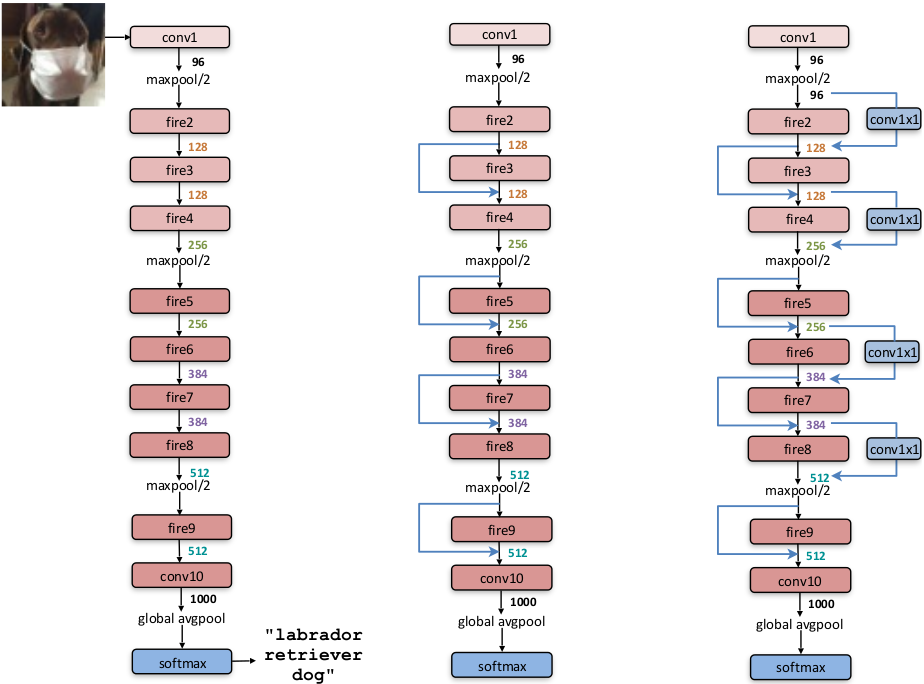 conv1
96
maxpool/2
fire2
128
fire3
128
fire4
256
maxpool/2
fire5
256
fire6
384
fire7
384
fire8
512
maxpool/2
fire9
512
conv10
1000
global avgpool
softmax
"labrador
retriever
dog"
conv1
96
maxpool/2
fire2
128
fire3
128
fire4
256
maxpool/2
fire5
256
fire6
384
fire7
384
fire8
512
maxpool/2
fire9
512
conv10
1000
global avgpool
softmax
conv1
96
maxpool/2
96
conv1x1
fire2
128
fire3
128
conv1x1
fire4
256
maxpool/2
fire5
256
conv1x1
fire6
384
fire7
384
conv1x1
fire8
512
maxpool/2
fire9
512
conv10
1000
global avgpool
softmax